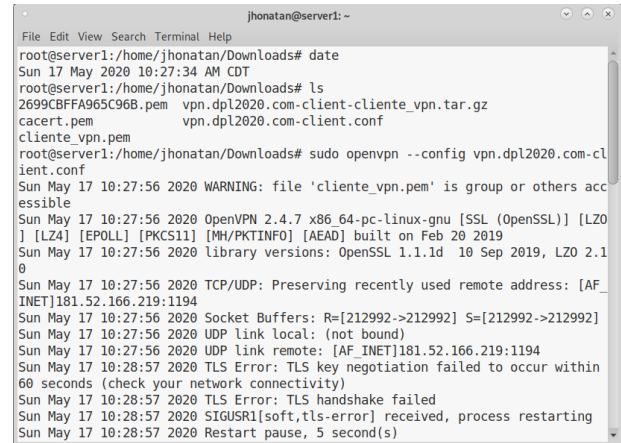 jhonatan@server1: ~
File Edit View Search Terminal Help
root@server1:/home/jhonatan/Downloads# date
Sun 17 May 2020 10:27:34 AM CDT
root@server1:/home/jhonatan/Downloads# ls
2699CBFFA965C96B.pem  vpn.dpl2020.com-client-cliente_vpn.tar.gz
cacert.pem            vpn.dpl2020.com-client.conf
cliente_vpn.pem
root@server1:/home/jhonatan/Downloads# sudo openvpn --config vpn.dpl2020.com-cl
ient.conf
Sun May 17 10:27:56 2020 WARNING: file 'cliente_vpn.pem' is group or others acc
essible
Sun May 17 10:27:56 2020 OpenVPN 2.4.7 x86_64-pc-linux-gnu [SSL (OpenSSL)] [LZO
] [LZ4] [EPOLL] [PKCS11] [MH/PKTINFO] [AEAD] built on Feb 20 2019
Sun May 17 10:27:56 2020 library versions: OpenSSL 1.1.1d  10 Sep 2019, LZO 2.1
0
Sun May 17 10:27:56 2020 TCP/UDP: Preserving recently used remote address: [AF_
INET]181.52.166.219:1194
Sun May 17 10:27:56 2020 Socket Buffers: R=[212992->212992] S=[212992->212992]
Sun May 17 10:27:56 2020 UDP link local: (not bound)
Sun May 17 10:27:56 2020 UDP link remote: [AF_INET]181.52.166.219:1194
Sun May 17 10:28:57 2020 TLS Error: TLS key negotiation failed to occur within
60 seconds (check your network connectivity)
Sun May 17 10:28:57 2020 TLS Error: TLS handshake failed
Sun May 17 10:28:57 2020 SIGUSR1[soft,tls-error] received, process restarting
Sun May 17 10:28:57 2020 Restart pause, 5 second(s)